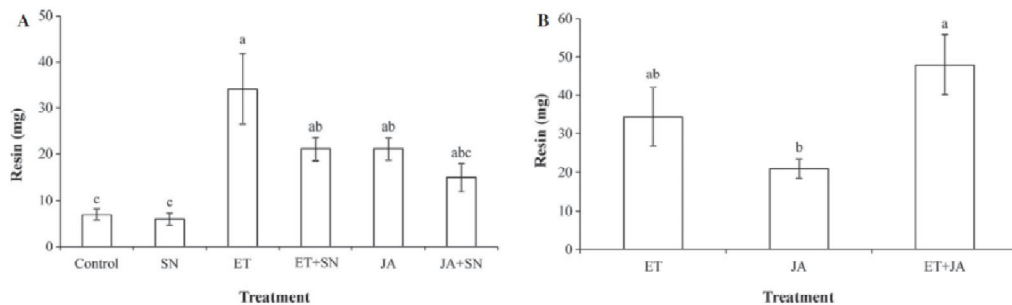 A
50
40
30
20
10
0
Resin (mg)
c
c
a
ab
ab
abc
Control SN ET ET+SN JA JA+SN
Treatment
B
60
50
40
30
20
10
0
Resin (mg)
ab
b
a
ET JA ET+JA
Treatment